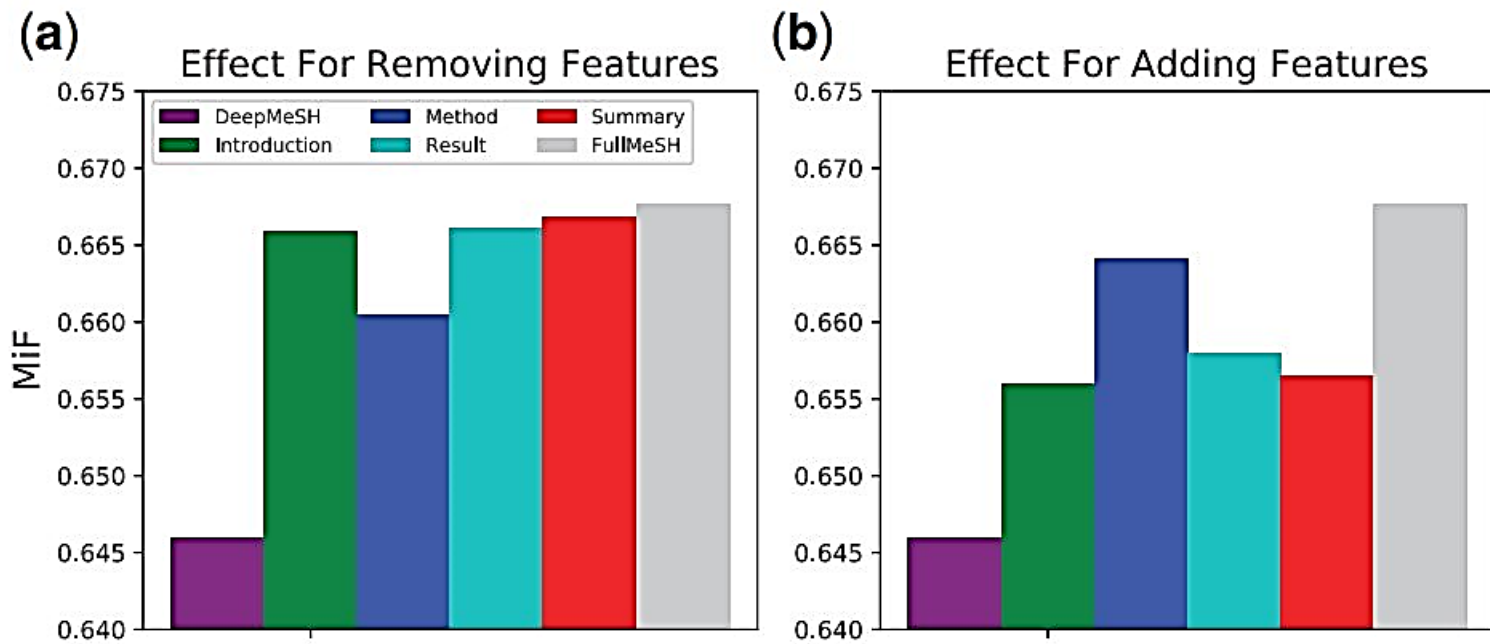 (a)
Effect For Removing Features
0.675
0.670
0.665
0.660
0.655
0.650
0.645
0.640
MiF
DeepMeSH
Introduction
Method
Result
Summary
FullMeSH
(b)
Effect For Adding Features
0.675
0.670
0.665
0.660
0.655
0.650
0.645
0.640